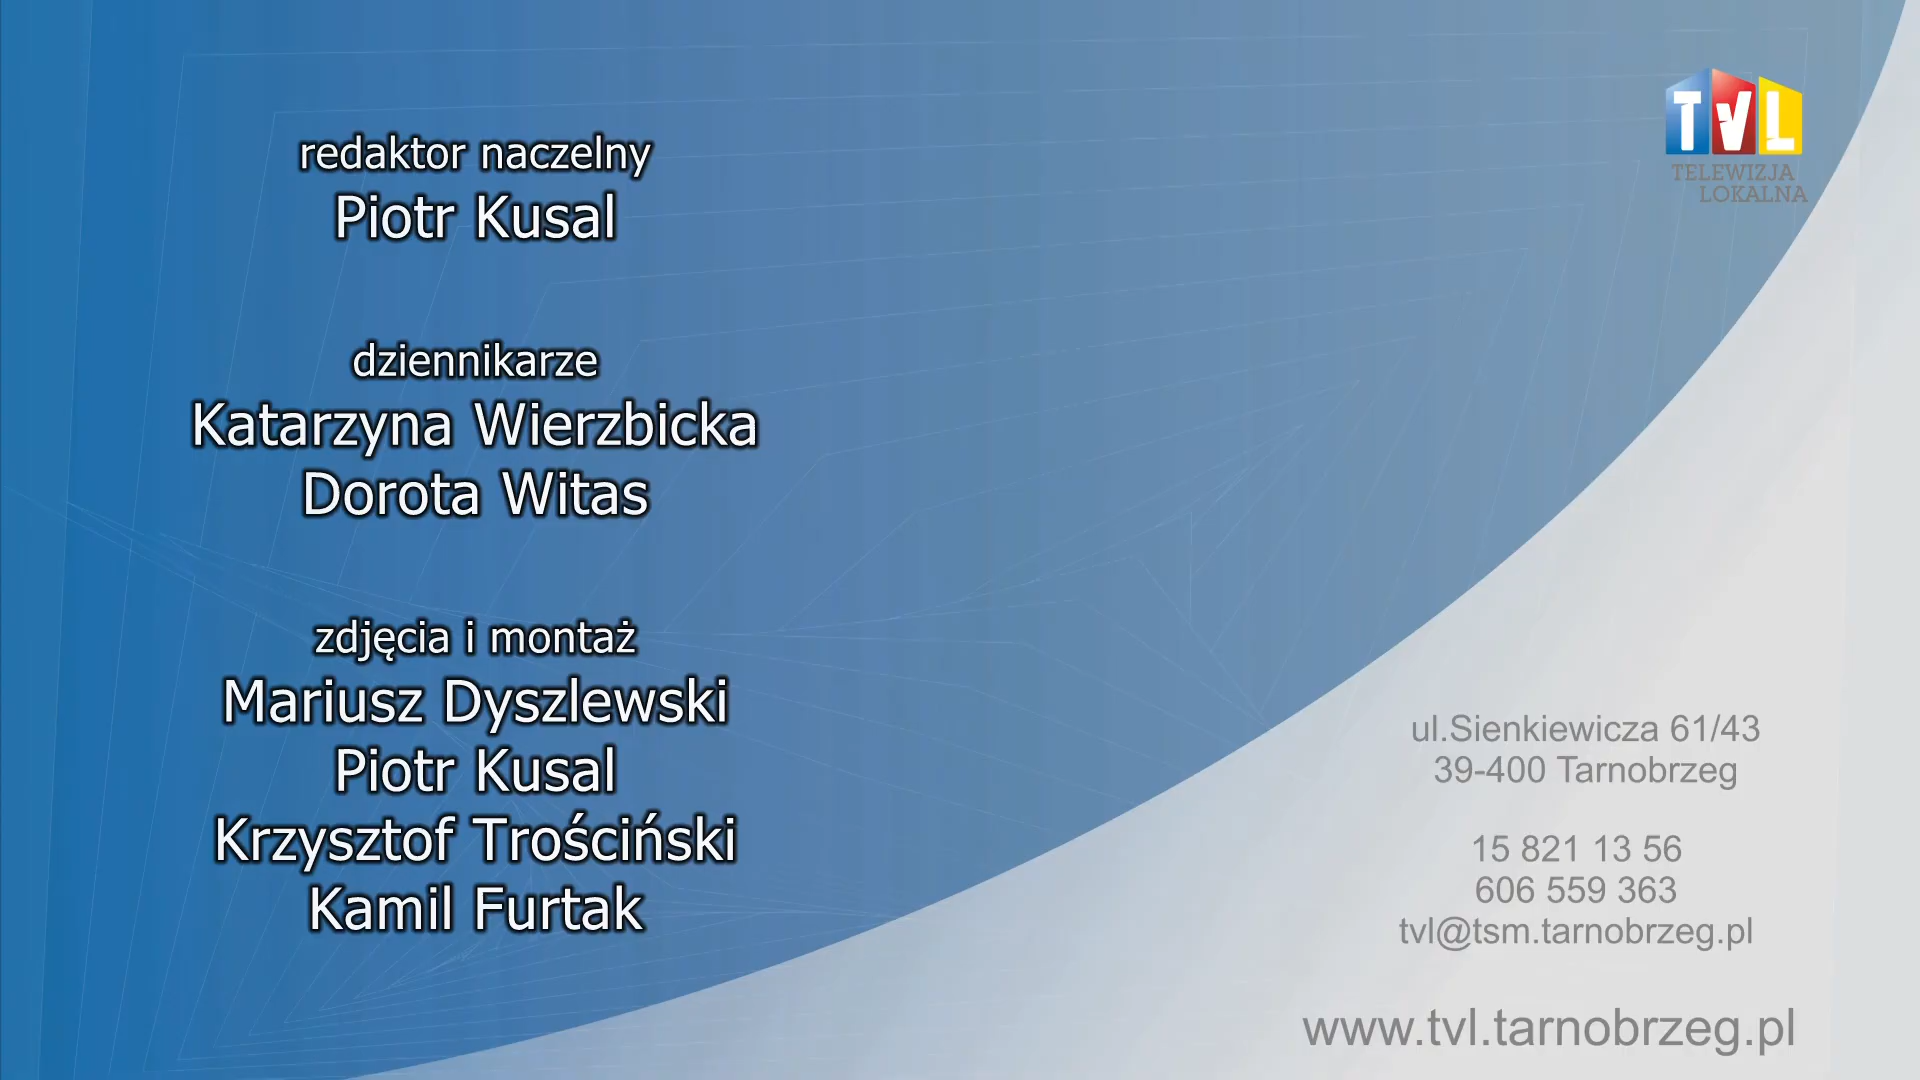 redaktor naczelny
Piotr Kusal
dziennikarze
Katarzyna Wierzbicka
Dorota Witas
zdjęcia i montaż
Mariusz Dyszlewski
Piotr Kusal
Krzysztof Trościński
Kamil Furtak
TVL
TELEWIZJA
LOKALNA
ul.Sienkiewicza 61/43
39-400 Tarnobrzeg
15 821 13 56
606 559 363
tvl@tsm.tarnobrzeg.pl
www.tvl.tarnobrzeg.pl